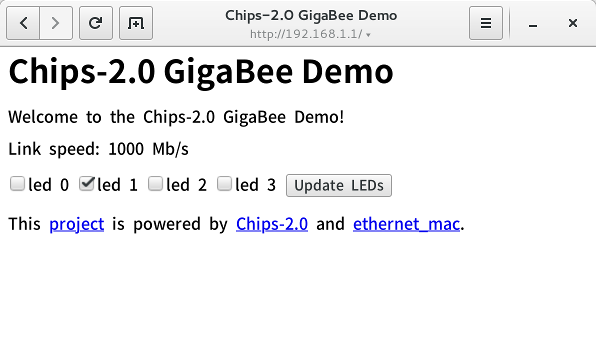 Chips-2.0 GigaBee Demo
http://192.168.1.1/
Chips-2.0 GigaBee Demo
Welcome to the Chips-2.0 GigaBee Demo!
Link speed: 1000 Mb/s
led 0 led 1 led 2 led 3 Update LEDs
This project is powered by Chips-2.0 and ethernet_mac.